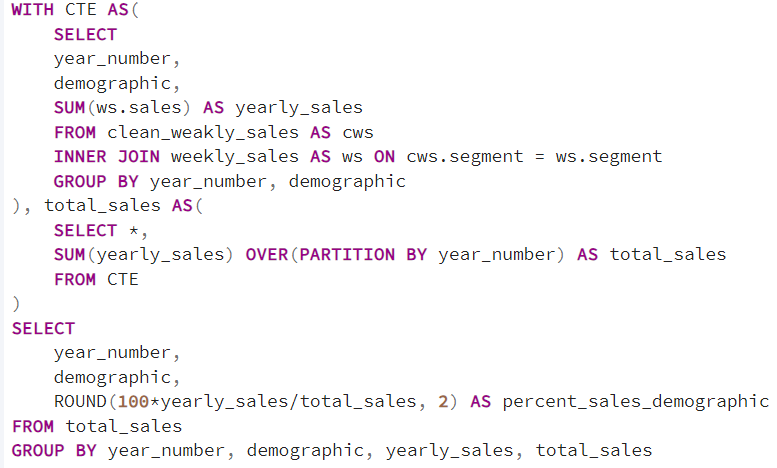 WITH CTE AS(
    SELECT
    year_number,
    demographic,
    SUM(ws.sales) AS yearly_sales
    FROM clean_weakly_sales AS cws
    INNER JOIN weekly_sales AS ws ON cws.segment = ws.segment
    GROUP BY year_number, demographic
), total_sales AS(
    SELECT *,
    SUM(yearly_sales) OVER(PARTITION BY year_number) AS total_sales
    FROM CTE
)
SELECT
    year_number,
    demographic,
    ROUND(100*yearly_sales/total_sales, 2) AS percent_sales_demographic
FROM total_sales
GROUP BY year_number, demographic, yearly_sales, total_sales